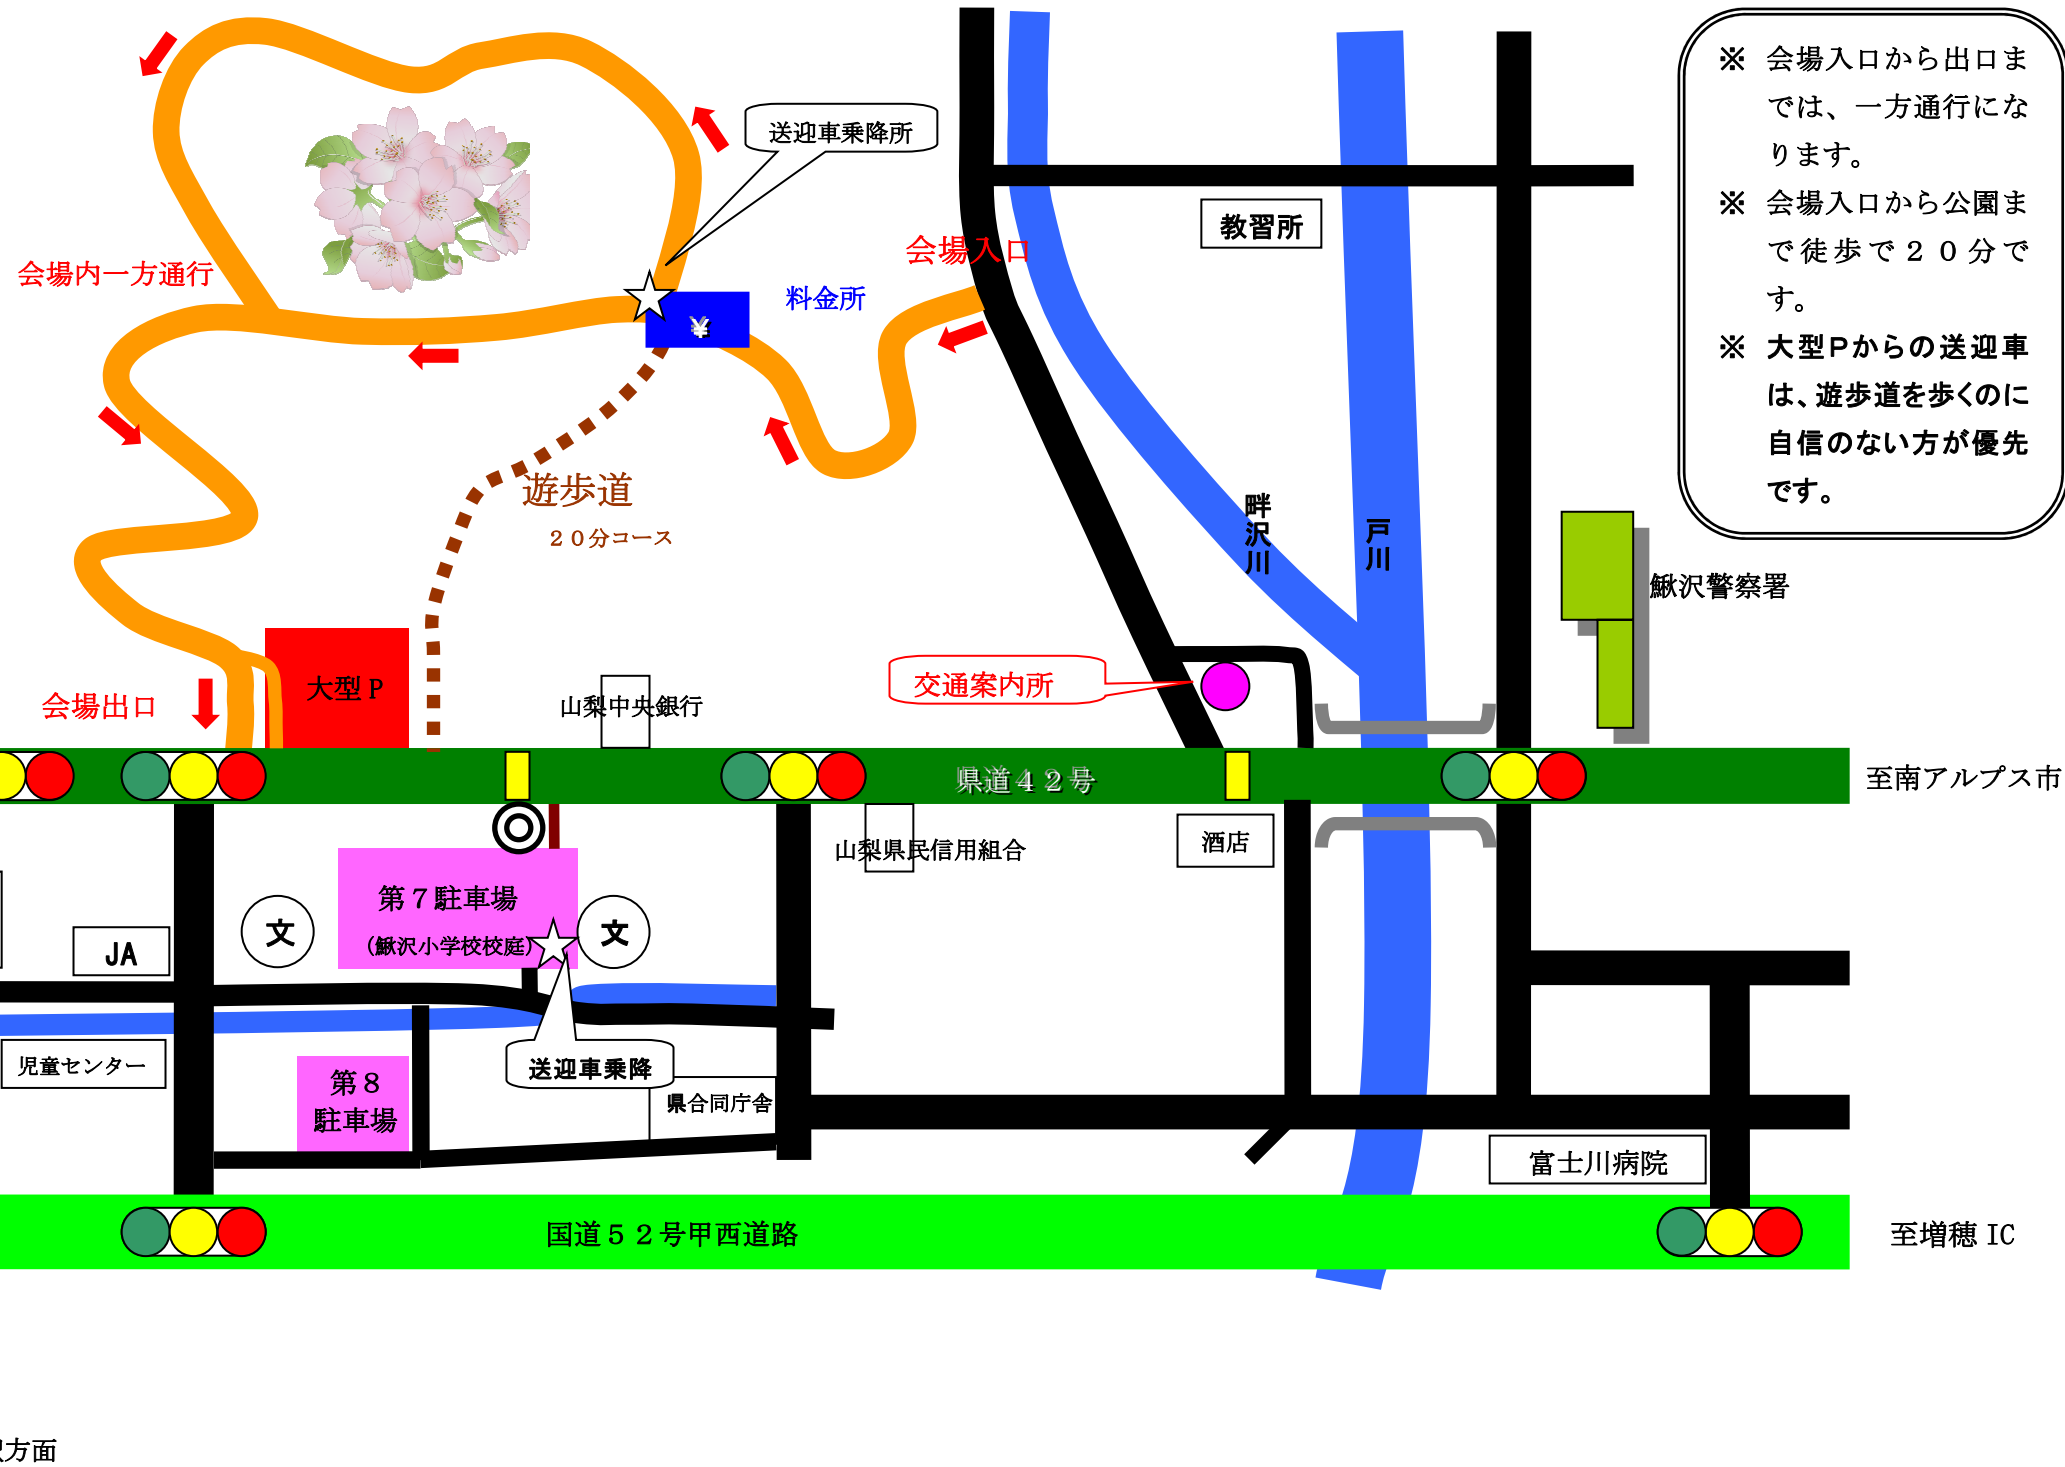 ※ 会場入口から出口ま
では、一方通行にな
ります。
※ 会場入口から公園ま
で徒歩で２０分で
す。
※ 大型Ｐからの送迎車
は、遊歩道を歩くのに
自信のない方が優先
です。
送迎車乗降所
教習所
会場入口
会場内一方通行
料金所
¥
遊歩道
２０分コース
畔沢川
戸川
鰍沢警察署
大型Ｐ
会場出口
山梨中央銀行
交通案内所
県道４２号
至南アルプス市
山梨県民信用組合
酒店
第７駐車場
（鰍沢小学校校庭）
文
文
JA
児童センター
第８
駐車場
送迎車乗降
県合同庁舎
富士川病院
国道５２号甲西道路
至増穂 IC
方面